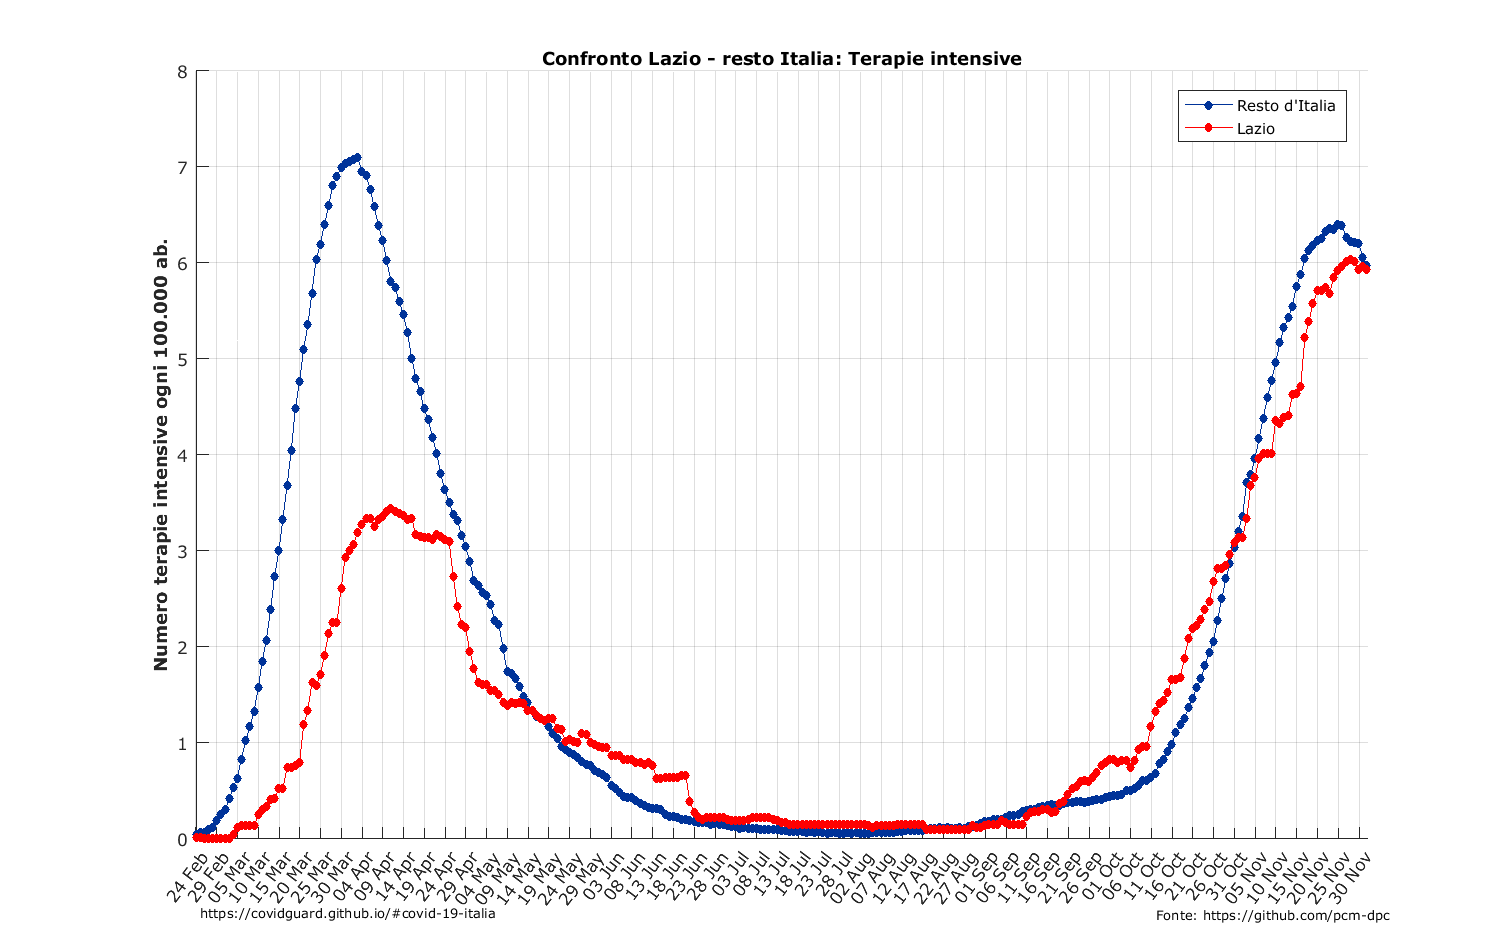 Confronto Lazio - resto Italia: Terapie intensive
Resto d'Italia
Lazio
Numero terapie intensive ogni 100.000 ab.
8
7
6
5
4
3
2
1
0
24 Feb
29 Feb
05 Mar
10 Mar
15 Mar
20 Mar
25 Mar
30 Mar
04 Apr
09 Apr
14 Apr
19 Apr
24 Apr
29 Apr
04 May
09 May
14 May
19 May
24 May
29 May
03 Jun
08 Jun
13 Jun
18 Jun
23 Jun
28 Jun
03 Jul
08 Jul
13 Jul
18 Jul
23 Jul
28 Jul
02 Aug
07 Aug
12 Aug
17 Aug
22 Aug
27 Aug
01 Sep
06 Sep
11 Sep
16 Sep
21 Sep
26 Sep
01 Oct
06 Oct
11 Oct
16 Oct
21 Oct
26 Oct
31 Oct
05 Nov
10 Nov
15 Nov
20 Nov
25 Nov
30 Nov
https://covidguard.github.io/#covid-19-italia
Fonte: https://github.com/pcm-dpc